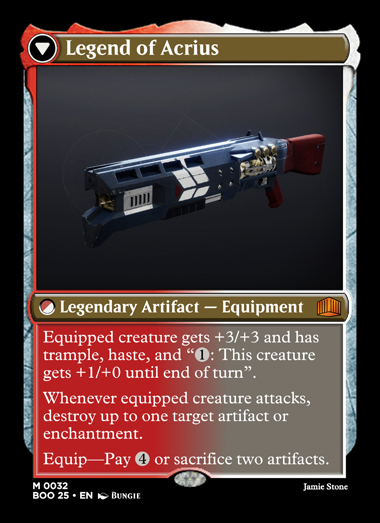 Legend of Acrius
Legendary Artifact — Equipment
Equipped creature gets +3/+3 and has
trample, haste, and “1: This creature
gets +1/+0 until end of turn”.
Whenever equipped creature attacks,
destroy up to one target artifact or
enchantment.
Equip—Pay 4 or sacrifice two artifacts.
M 0032
BOO 25 • EN Bungie
Jamie Stone